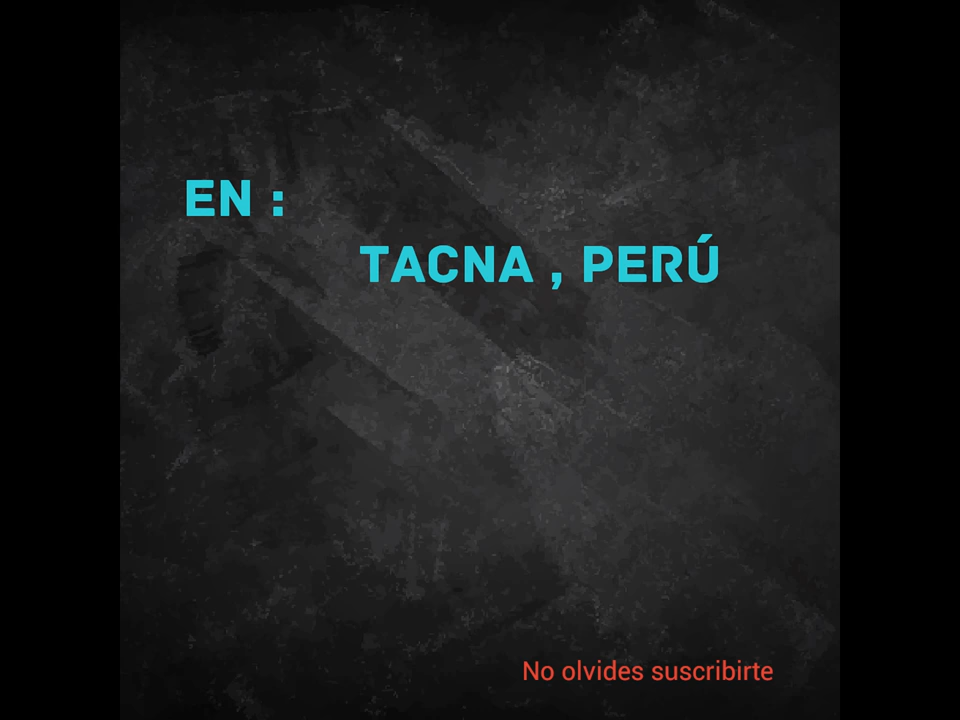 EN :
TACNA , PERÚ
No olvides suscribirte